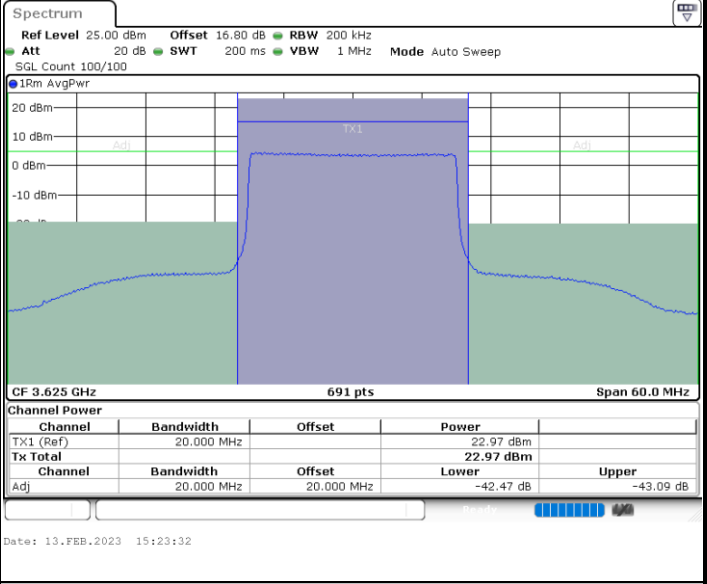 Spectrum
Ref Level 25.00 dBm Offset 16.80 dB RBW 200 kHz
Att 20 dB SWT 200 ms VBW 1 MHz Mode Auto Sweep
SGL Count 100/100
1Rm AvgPwr
20 dBm
TX1
10 dBm
Adj Adj
0 dBm
-10 dBm
CF 3.625 GHz 691 pts Span 60.0 MHz
Channel Power
Channel Bandwidth Offset Power
TX1 (Ref) 20.000 MHz 22.97 dBm
Tx Total 22.97 dBm
Channel Bandwidth Offset Lower Upper
Adj 20.000 MHz 20.000 MHz -42.47 dB -43.09 dB
Ready
Date: 13.FEB.2023 15:23:32